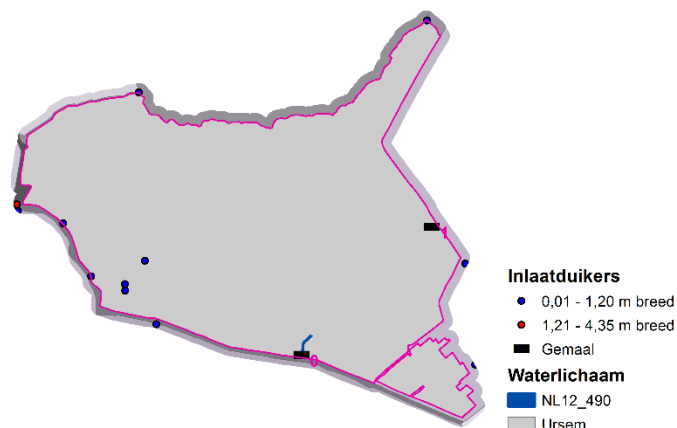 Inlaatduikers
0,01 - 1,20 m breed
1,21 - 4,35 m breed
Gemaal
Waterlichaam
NL12_490
Ursem